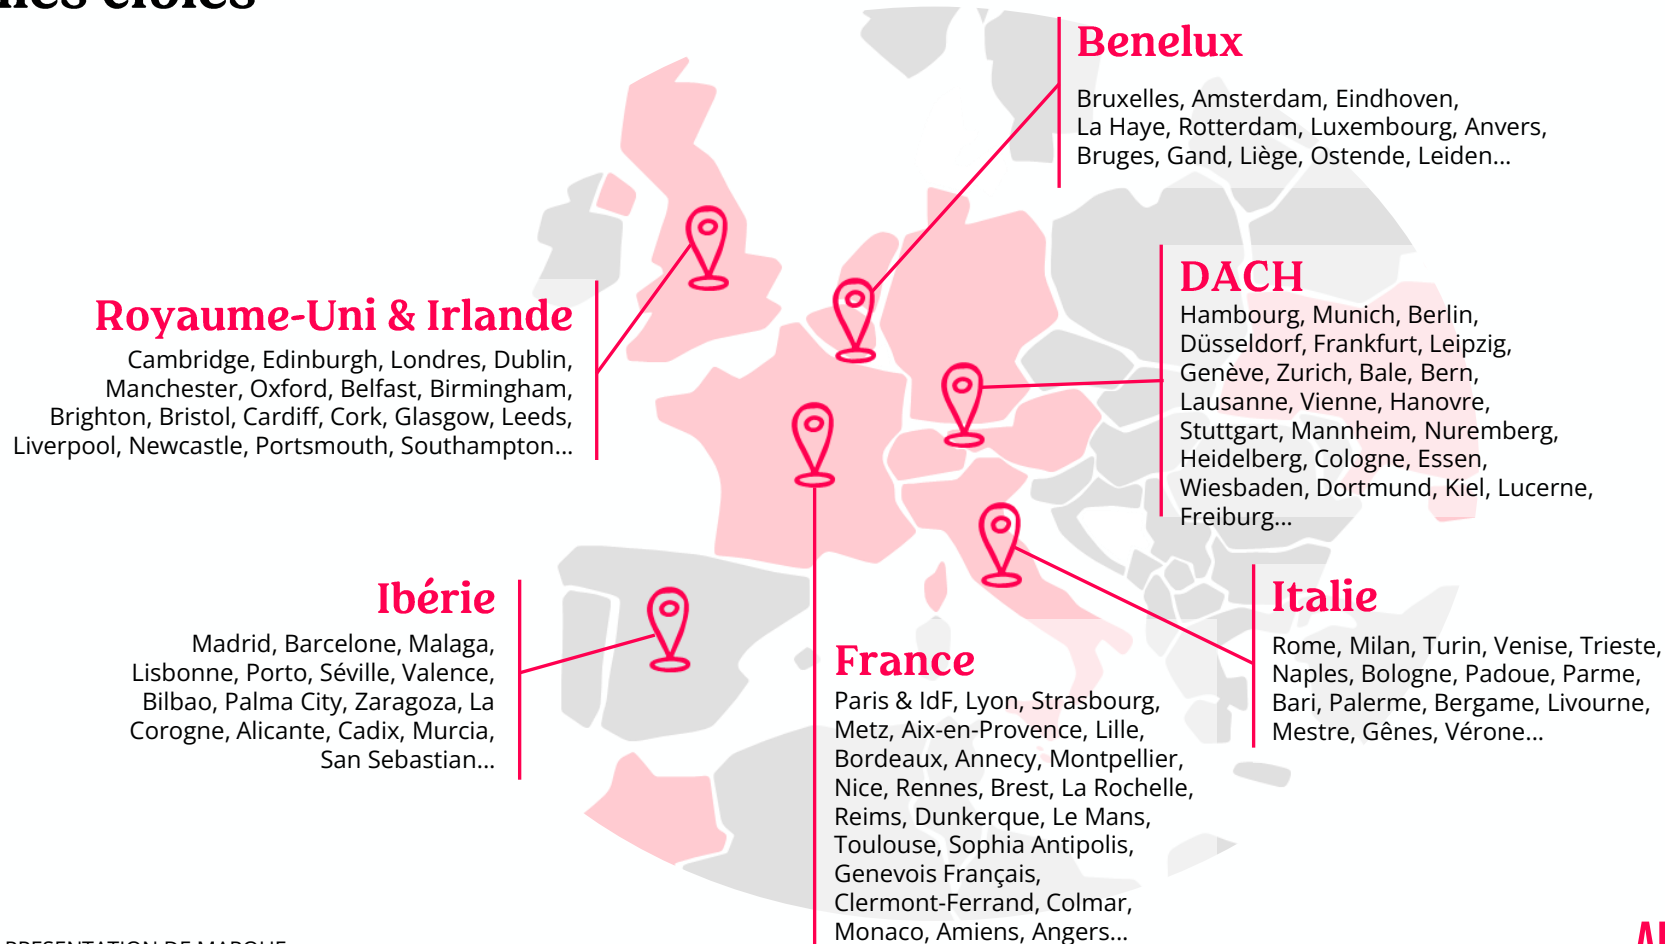 Benelux
Bruxelles, Amsterdam, Eindhoven,
La Haye, Rotterdam, Luxembourg, Anvers,
Bruges, Gand, Liège, Ostende, Leiden...
DACH
Hambourg, Munich, Berlin,
Düsseldorf, Frankfurt, Leipzig,
Genève, Zurich, Bale, Bern,
Lausanne, Vienne, Hanovre,
Stuttgart, Mannheim, Nuremberg,
Heidelberg, Cologne, Essen,
Wiesbaden, Dortmund, Kiel, Lucerne,
Freiburg...
Royaume-Uni & Irlande
Cambridge, Edinburgh, Londres, Dublin,
Manchester, Oxford, Belfast, Birmingham,
Brighton, Bristol, Cardiff, Cork, Glasgow, Leeds,
Liverpool, Newcastle, Portsmouth, Southampton...
Ibérie
Madrid, Barcelone, Malaga,
Lisbonne, Porto, Séville, Valence,
Bilbao, Palma City, Zaragoza, La
Corogne, Alicante, Cadix, Murcia,
San Sebastian...
Italie
Rome, Milan, Turin, Venise, Trieste,
Naples, Bologne, Padoue, Parme,
Bari, Palerme, Bergame, Livourne,
Mestre, Gênes, Vérone...
France
Paris & IdF, Lyon, Strasbourg,
Metz, Aix-en-Provence, Lille,
Bordeaux, Annecy, Montpellier,
Nice, Rennes, Brest, La Rochelle,
Reims, Dunkerque, Le Mans,
Toulouse, Sophia Antipolis,
Genevois Français,
Clermont-Ferrand, Colmar,
Monaco, Amiens, Angers...
PRESENTATION DE MARQUE